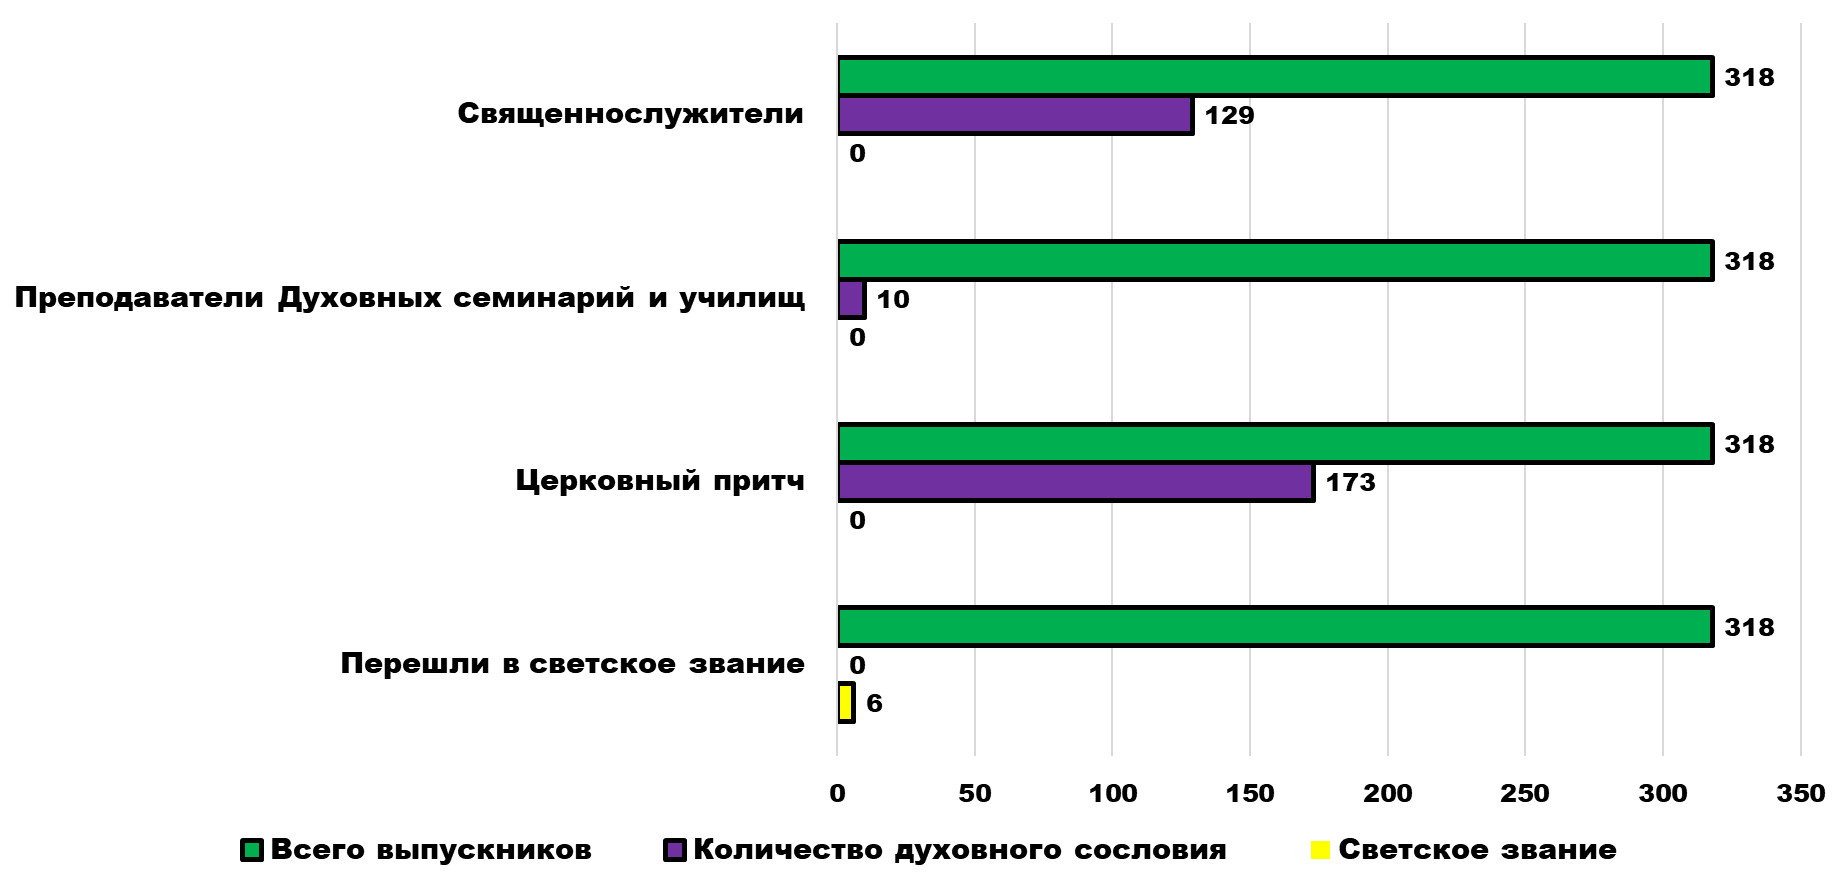 318
Священнослужители
129
0
318
Преподаватели Духовных семинарий и училищ
10
0
318
Церковный притч
173
0
318
Перешли в светское звание
0
6
0 50 100 150 200 250 300 350
Всего выпускников Количество духовного сословия Светское звание